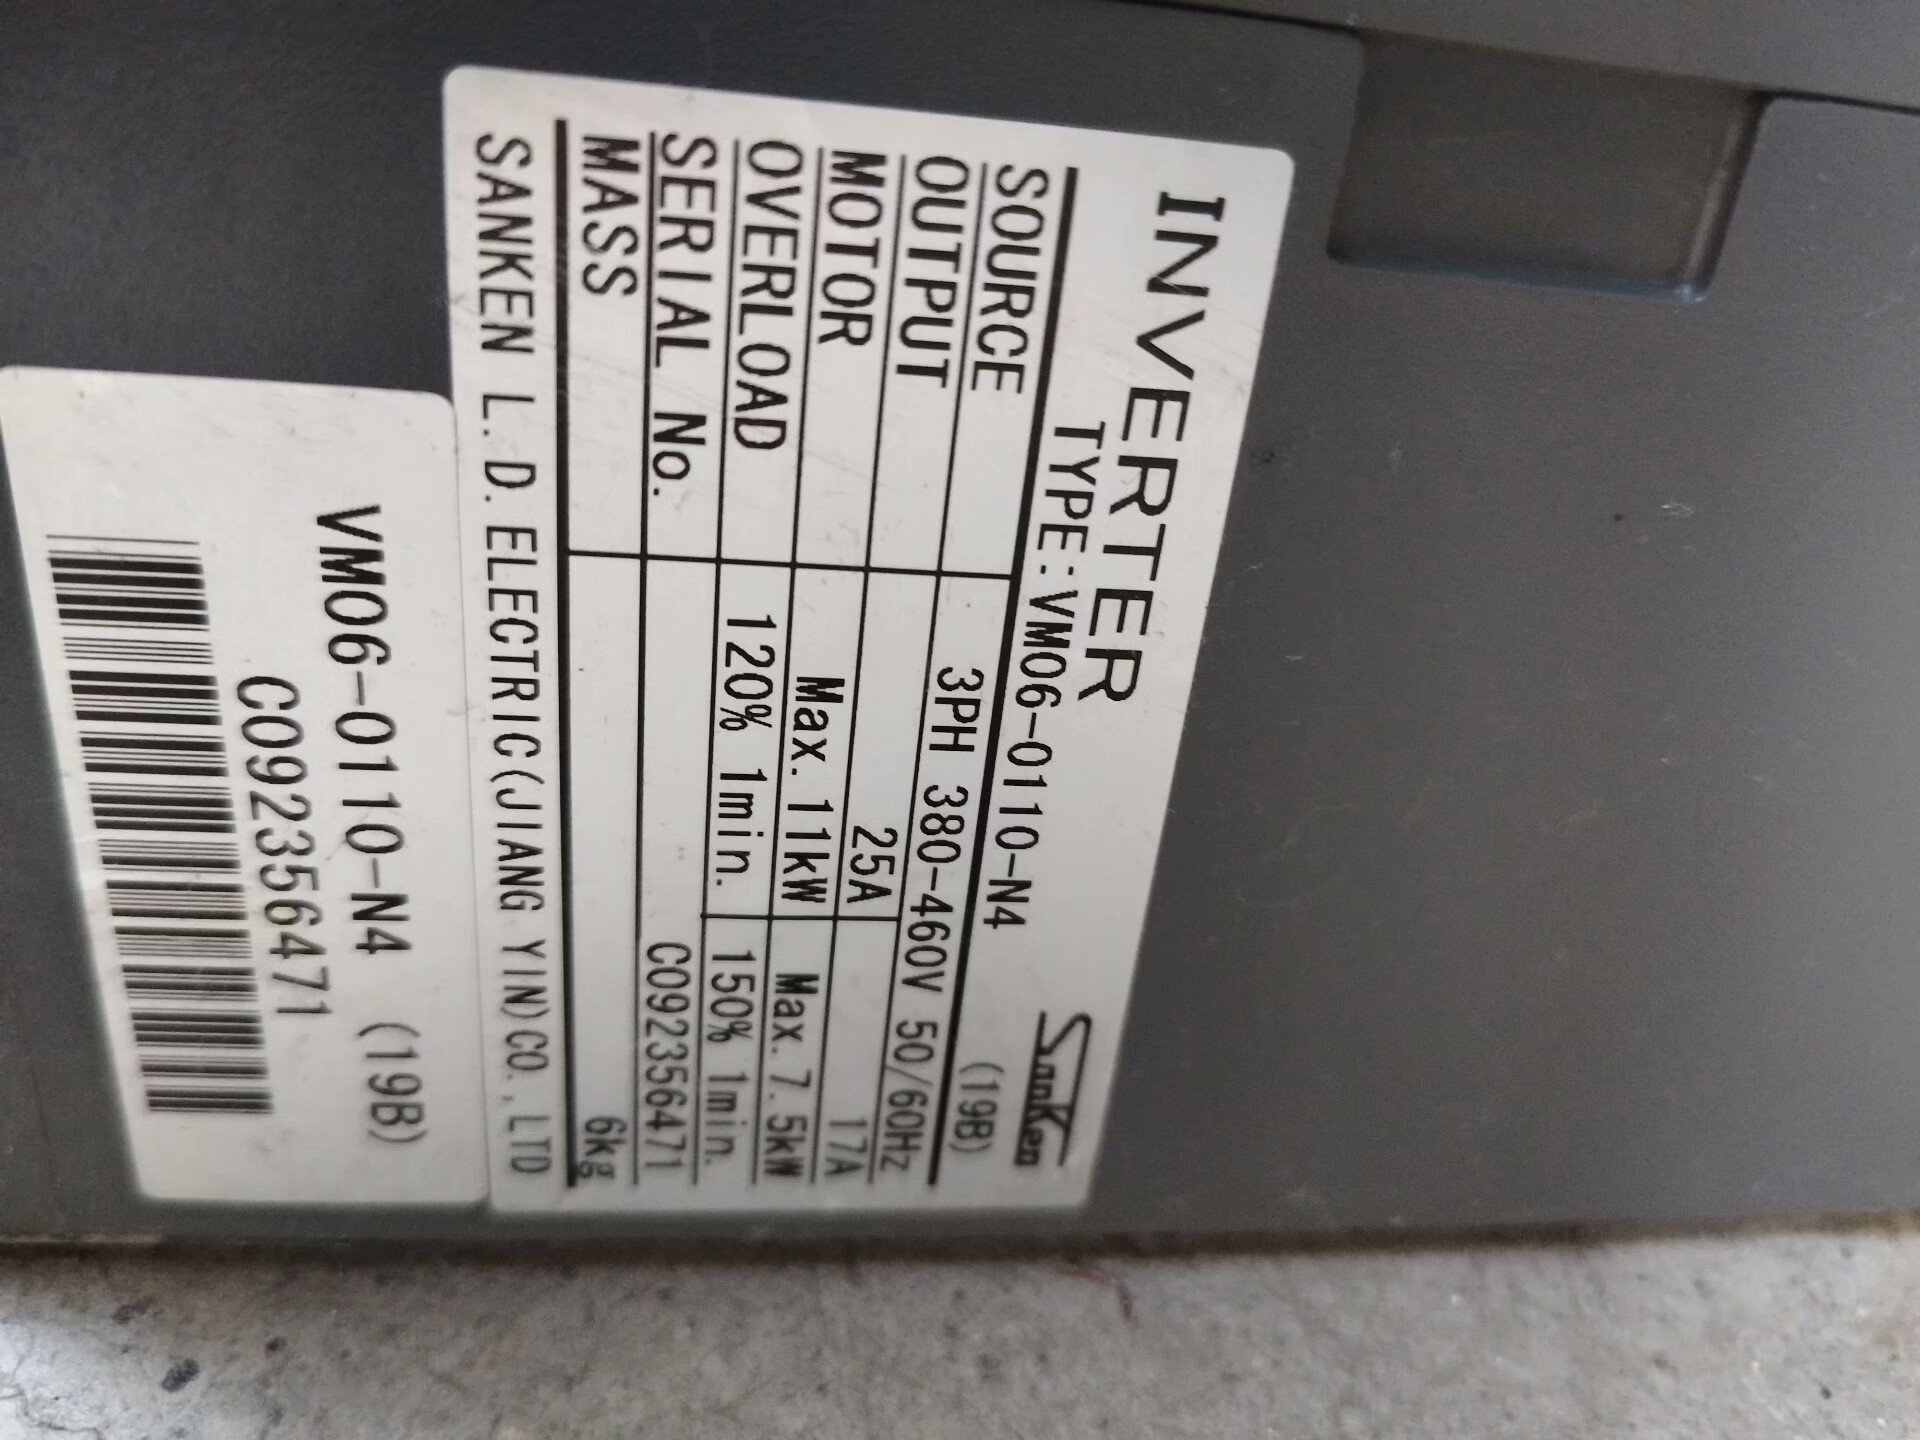 INVERTER
SanKen
TYPE:VM06-0110-N4 (19B)
SOURCE 3PH 380-460V 50/60Hz
OUTPUT 25A 17A
MOTOR Max.11kW Max.7.5kW
OVERLOAD 120% 1min. 150% 1min.
SERIAL No. C092356471
MASS 6kg
SANKEN L.D.ELECTRIC(JIANG YIN)CO.,LTD
VM06-0110-N4 (19B)
C092356471